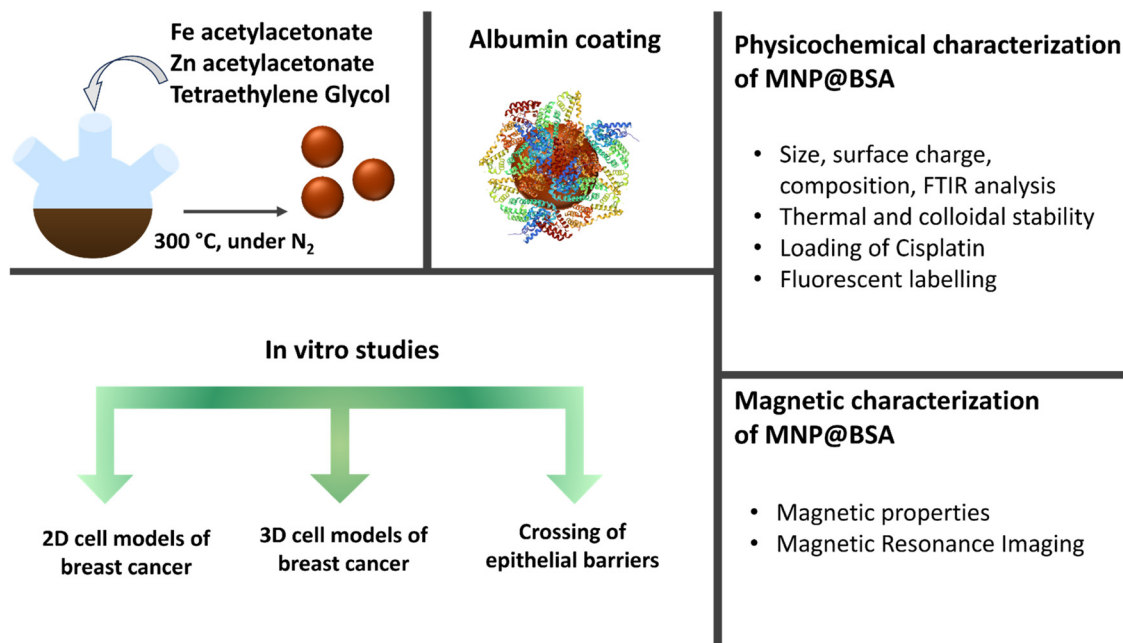 Fe acetylacetonate
Zn acetylacetonate
Tetraethylene Glycol
300 °C, under N₂
Albumin coating
Physicochemical characterization
of MNP@BSA
• Size, surface charge,
composition, FTIR analysis
• Thermal and colloidal stability
• Loading of Cisplatin
• Fluorescent labelling
In vitro studies
2D cell models of
breast cancer
3D cell models of
breast cancer
Crossing of
epithelial barriers
Magnetic characterization
of MNP@BSA
• Magnetic properties
• Magnetic Resonance Imaging